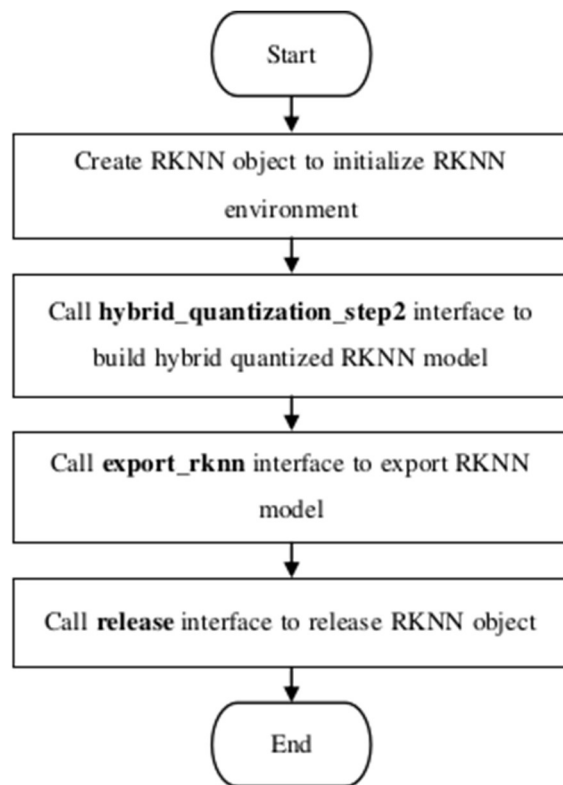 Start
Create RKNN object to initialize RKNN
environment
Call hybrid_quantization_step2 interface to
build hybrid quantized RKNN model
Call export_rknn interface to export RKNN
model
Call release interface to release RKNN object
End